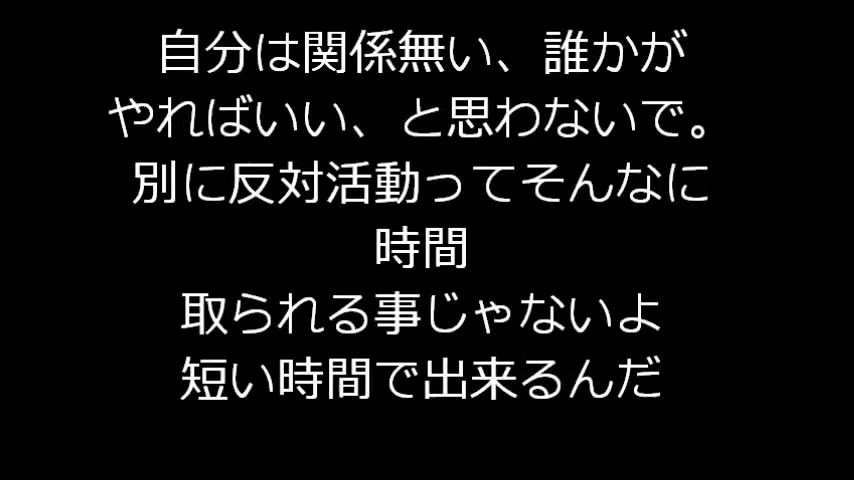 自分は関係無い、誰かが
やればいい、と思わないで。
別に反対活動ってそんなに
時間
取られる事じゃないよ
短い時間で出来るんだ